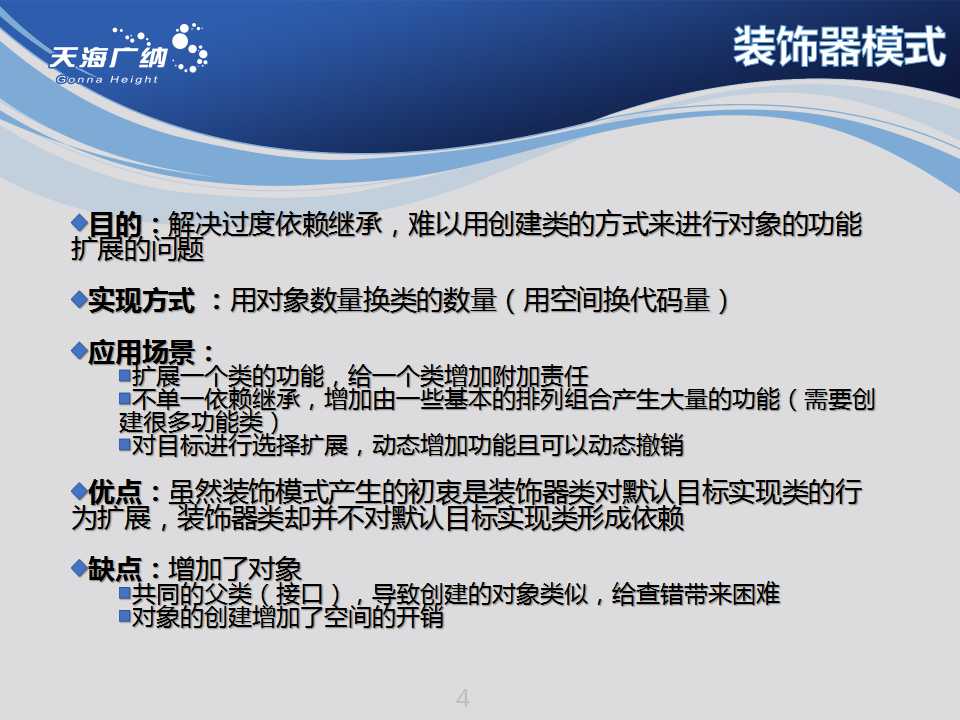 天海广纳
Gonna Height
装饰器模式
目的：解决过度依赖继承，难以用创建类的方式来进行对象的功能
扩展的问题
实现方式 ：用对象数量换类的数量（用空间换代码量）
应用场景：
扩展一个类的功能，给一个类增加附加责任
不单一依赖继承，增加由一些基本的排列组合产生大量的功能（需要创
建很多功能类）
对目标进行选择扩展，动态增加功能且可以动态撤销
优点：虽然装饰模式产生的初衷是装饰器类对默认目标实现类的行
为扩展，装饰器类却并不对默认目标实现类形成依赖
缺点：增加了对象
共同的父类（接口），导致创建的对象类似，给查错带来困难
对象的创建增加了空间的开销
4